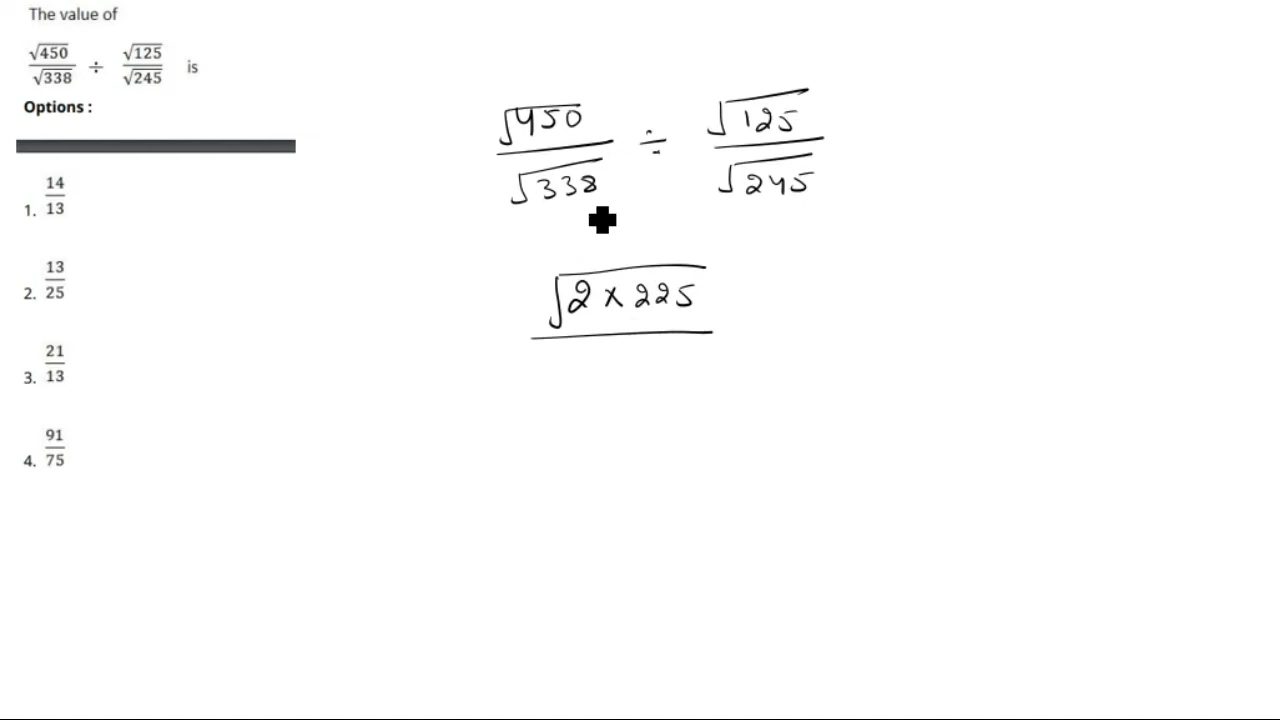 The value of
√450/√338 ÷ √125/√245 is
Options :
1. 14/13
2. 13/25
3. 21/13
4. 91/75
√450/√338 ÷ √125/√245
√2 × 225